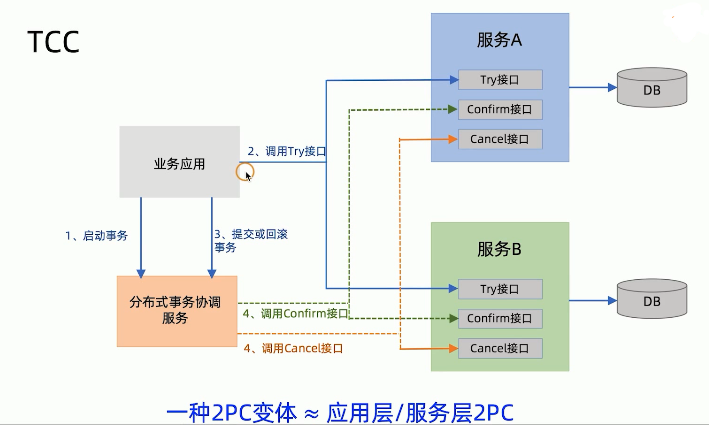 TCC
服务A
Try接口
Confirm接口
Cancel接口
DB
业务应用
2、调用Try接口
1、启动事务
3、提交或回滚
事务
服务B
Try接口
Confirm接口
Cancel接口
DB
分布式事务协调
服务
4、调用Confirm接口
4、调用Cancel接口
一种2PC变体 ≈ 应用层/服务层2PC